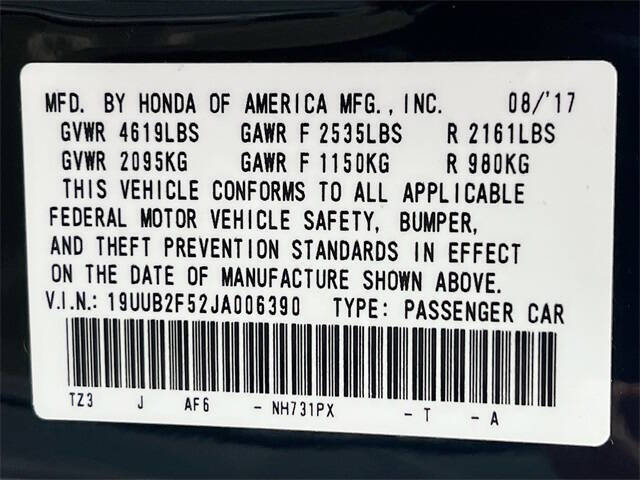 MFD. BY HONDA OF AMERICA MFG., INC. 08/'17
GVWR 4619LBS GAWR F 2535LBS R 2161LBS
GVWR 2095KG GAWR F 1150KG R 980KG
THIS VEHICLE CONFORMS TO ALL APPLICABLE
FEDERAL MOTOR VEHICLE SAFETY, BUMPER,
AND THEFT PREVENTION STANDARDS IN EFFECT
ON THE DATE OF MANUFACTURE SHOWN ABOVE.
V.I.N.: 19UUB2F52JA006390 TYPE: PASSENGER CAR
TZ3 J AF6 - NH731PX - T - A